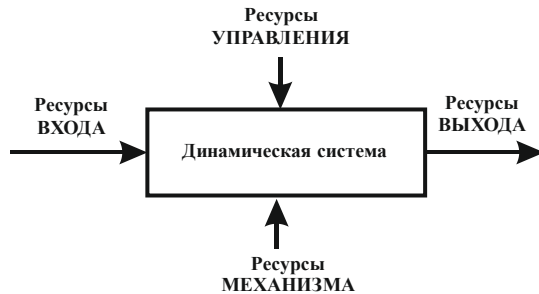 Ресурсы
УПРАВЛЕНИЯ
Ресурсы
ВХОДА
Динамическая система
Ресурсы
ВЫХОДА
Ресурсы
МЕХАНИЗМА